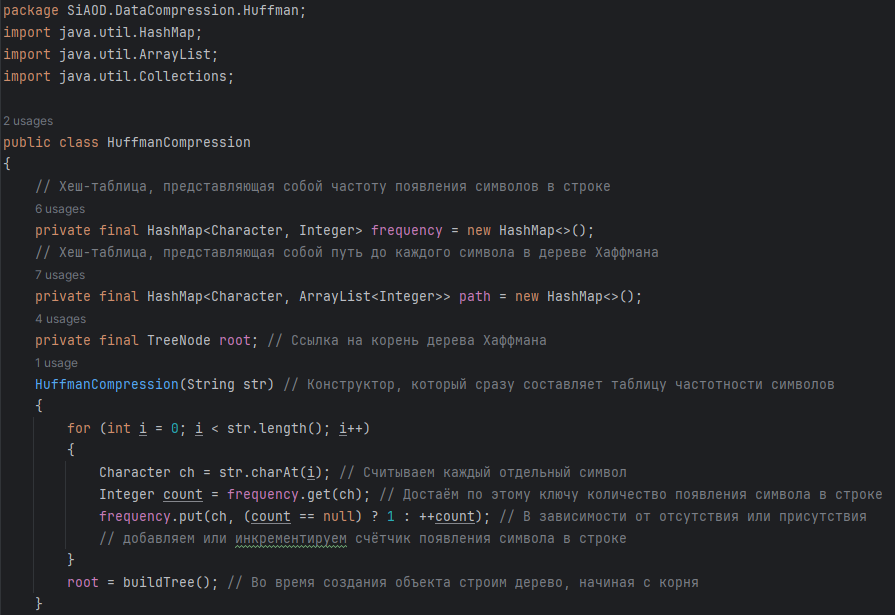 package SiAOD.DataCompression.Huffman;
import java.util.HashMap;
import java.util.ArrayList;
import java.util.Collections;
2 usages
public class HuffmanCompression
{
// Хеш-таблица, представляющая собой частоту появления символов в строке
6 usages
private final HashMap<Character, Integer> frequency = new HashMap<>();
// Хеш-таблица, представляющая собой путь до каждого символа в дереве Хаффмана
7 usages
private final HashMap<Character, ArrayList<Integer>> path = new HashMap<>();
4 usages
private final TreeNode root; // Ссылка на корень дерева Хаффмана
1 usage
HuffmanCompression(String str) // Конструктор, который сразу составляет таблицу частотности символов
{
for (int i = 0; i < str.length(); i++)
{
Character ch = str.charAt(i); // Считываем каждый отдельный символ
Integer count = frequency.get(ch); // Достаём по этому ключу количество появления символа в строке
frequency.put(ch, (count == null) ? 1 : ++count); // В зависимости от отсутствия или присутствия
// добавляем или инкрементируем счётчик появления символа в строке
}
root = buildTree(); // Во время создания объекта строим дерево, начиная с корня
}